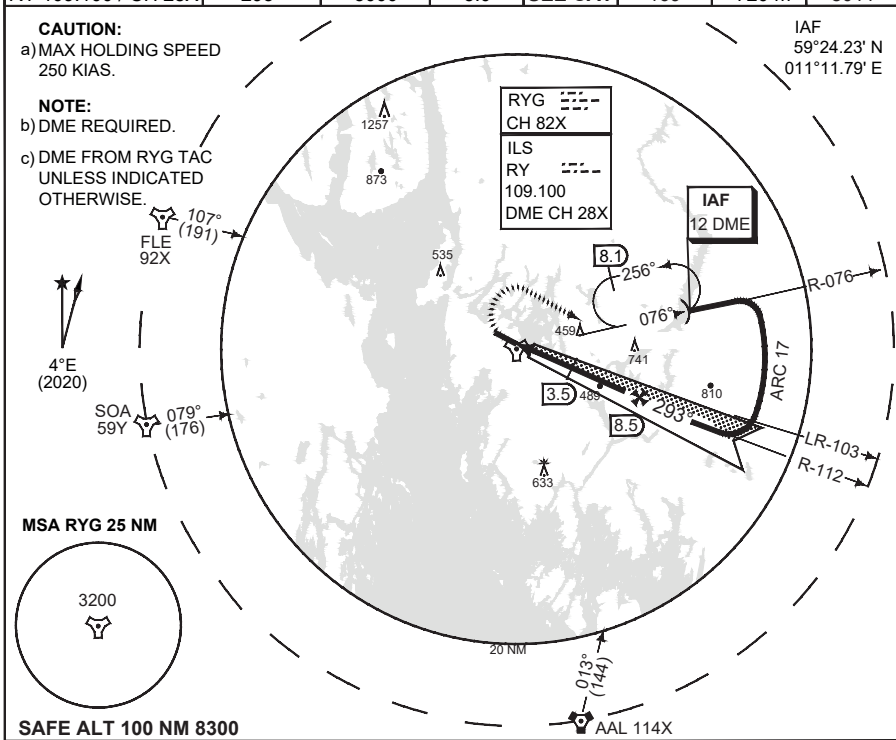 CAUTION:
a) MAX HOLDING SPEED
250 KIAS.
NOTE:
b) DME REQUIRED.
c) DME FROM RYG TAC
UNLESS INDICATED
OTHERWISE.
IAF
59°24.23' N
011°11.79' E
RYG
CH 82X
ILS
RY
109.100
DME CH 28X
IAF
12 DME
1257
873
535
107°
(191)
FLE
92X
8.1
256°
076°
R-076
459
741
4°E
(2020)
ARC 17
810
3.5
489
293°
8.5
SOA
59Y
079°
(176)
LR-103
R-112
633
MSA RYG 25 NM
3200
20 NM
013°
(144)
AAL 114X
SAFE ALT 100 NM 8300